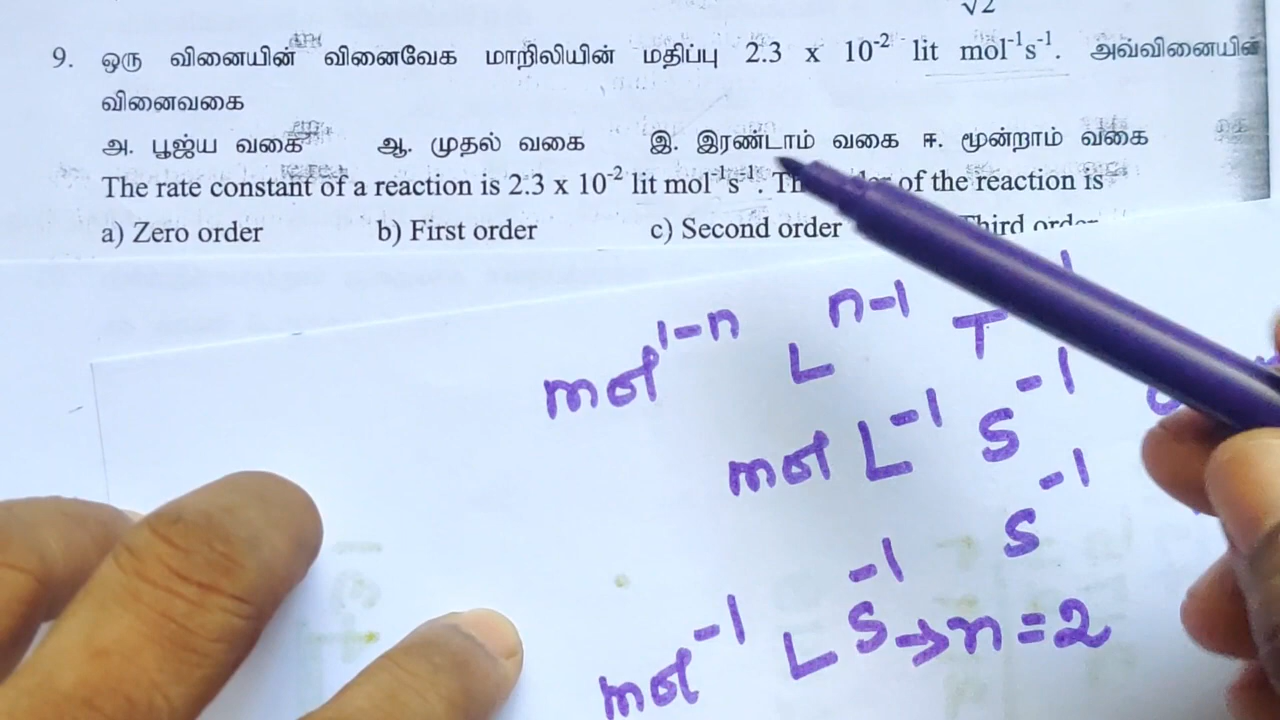 √2
9. ஒரு வினையின் வினைவேக மாறிலியின் மதிப்பு 2.3 x 10⁻² lit mol⁻¹s⁻¹. அவ்வினையின்
வினைவகை
அ. பூஜ்ய வகை ஆ. முதல் வகை இ. இரண்டாம் வகை ஈ. மூன்றாம் வகை
The rate constant of a reaction is 2.3 x 10⁻² lit mol⁻¹s⁻¹. of the reaction is
a) Zero order b) First order c) Second order
mol¹⁻ⁿ Lⁿ⁻¹ T
mol L⁻¹ S⁻¹
S⁻¹
mol⁻¹ L S⁻¹ → n = 2